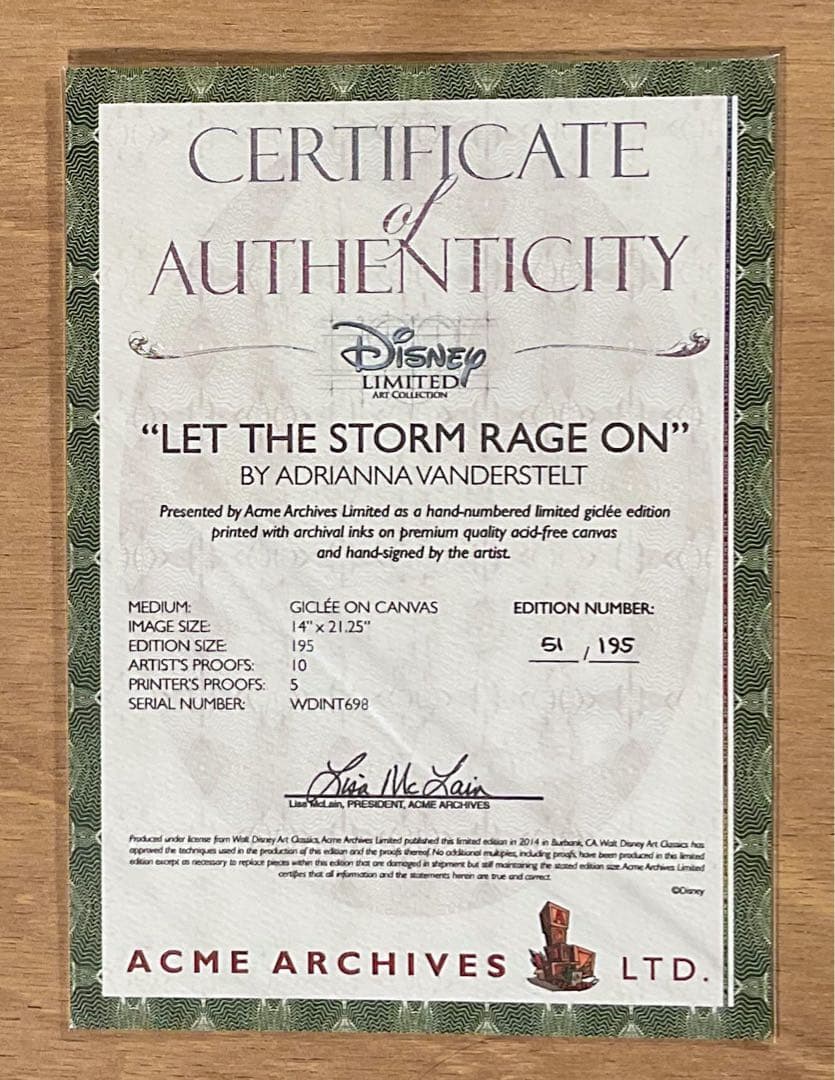 CERTIFICATE
of
AUTHENTICITY
Disney
LIMITED
ART COLLECTION
“LET THE STORM RAGE ON”
BY ADRIANNA VANDERSTELT
Presented by Acme Archives Limited as a hand-numbered limited giclée edition
printed with archival inks on premium quality acid-free canvas
and hand-signed by the artist.
MEDIUM: GICLÉE ON CANVAS
IMAGE SIZE: 14" x 21.25"
EDITION SIZE: 195
ARTIST'S PROOFS: 10
PRINTER'S PROOFS: 5
SERIAL NUMBER: WDINT698
EDITION NUMBER:
51 / 195
Lisa McLain
Lisa McLain, PRESIDENT, ACME ARCHIVES
Produced under license from Walt Disney Art Classics, Acme Archives Limited published this limited edition in 2014 in Burbank, CA. Walt Disney Art Classics has
approved the techniques used in the production of this edition and the proofs thereof. No additional multiples, including proofs, have been produced in this limited
edition except as necessary to replace pieces within this edition that are damaged in shipment but still maintaining the stated edition size. Acme Archives Limited
certifies that all information and the statements herein are true and correct.
©Disney
ACME ARCHIVES LTD.